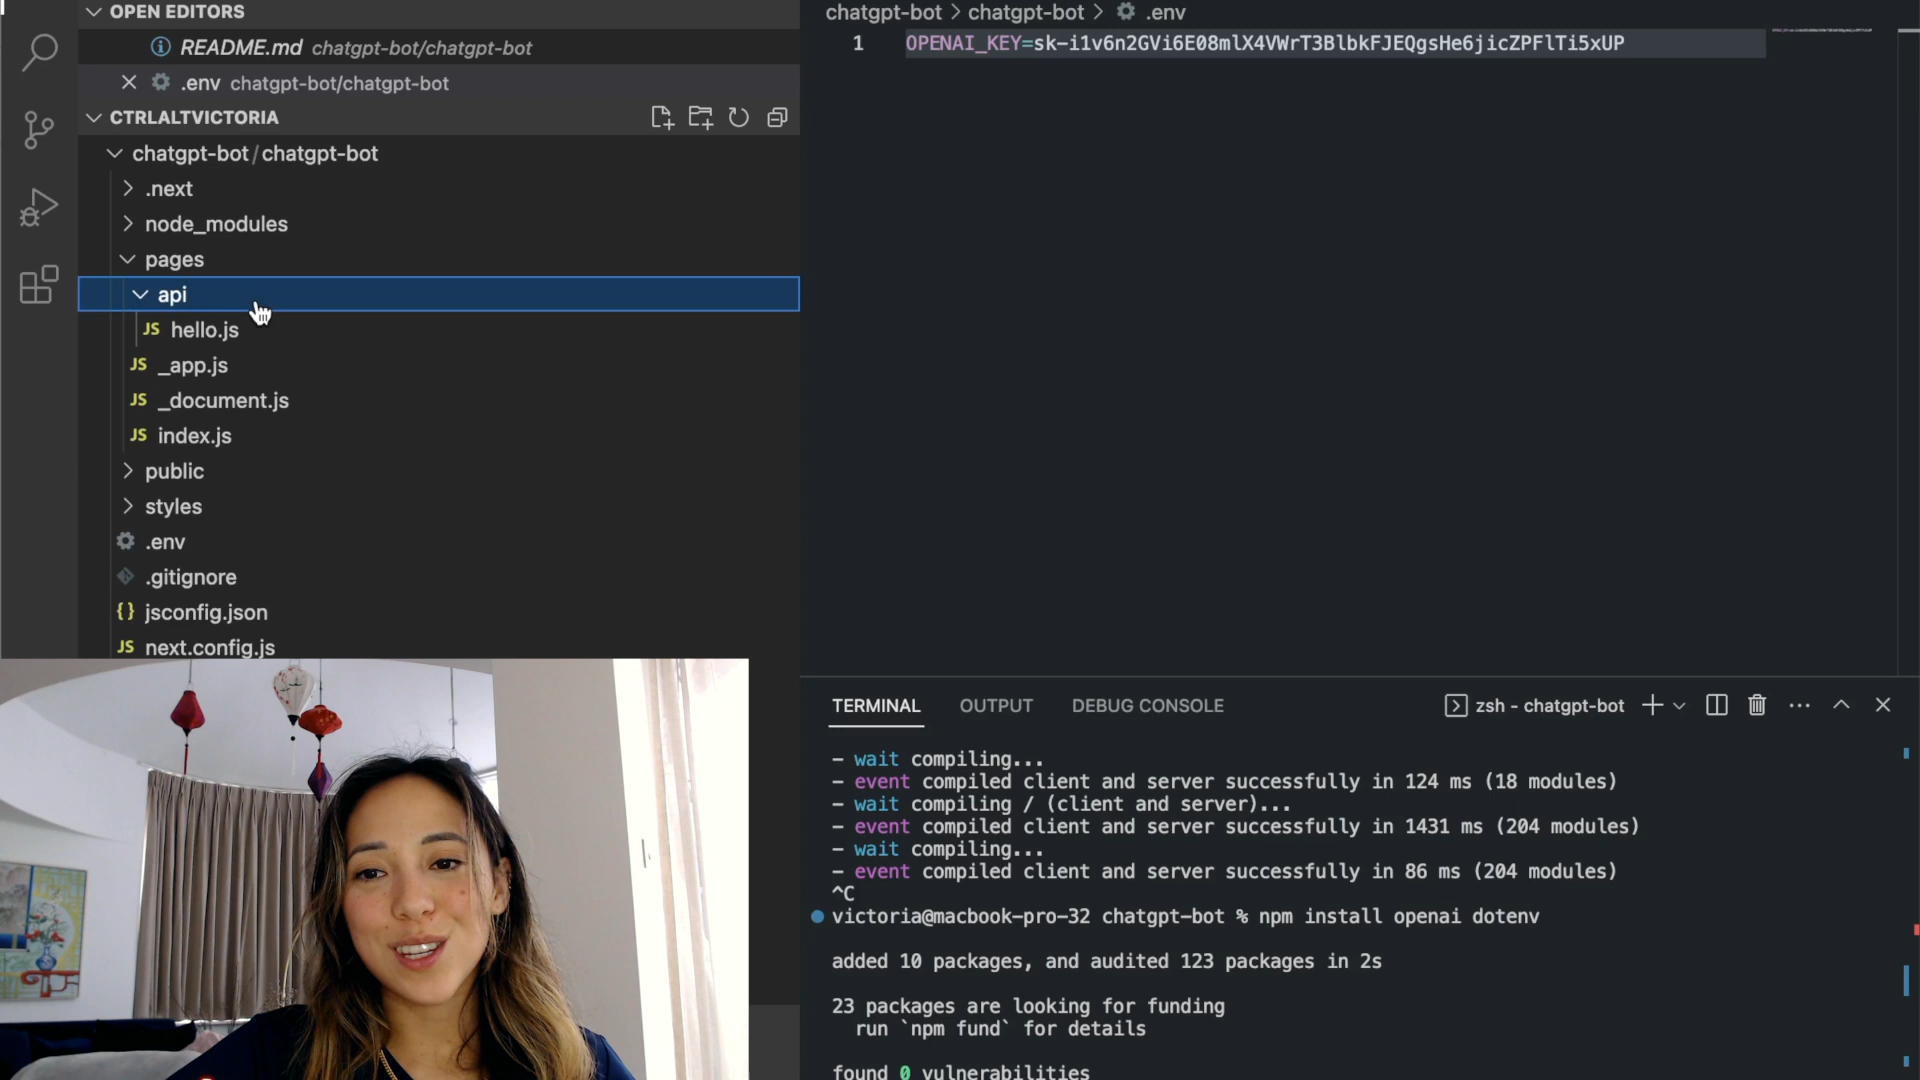 OPEN EDITORS
README.md chatgpt-bot/chatgpt-bot
.env chatgpt-bot/chatgpt-bot
CTRLALTVICTORIA
chatgpt-bot / chatgpt-bot
.next
node_modules
pages
api
JS hello.js
JS _app.js
JS _document.js
JS index.js
public
styles
.env
.gitignore
{} jsconfig.json
JS next.config.js
chatgpt-bot > chatgpt-bot > .env
1 OPENAI_KEY=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
TERMINAL OUTPUT DEBUG CONSOLE zsh - chatgpt-bot
- wait compiling...
- event compiled client and server successfully in 124 ms (18 modules)
- wait compiling / (client and server)...
- event compiled client and server successfully in 1431 ms (204 modules)
- wait compiling...
- event compiled client and server successfully in 86 ms (204 modules)
^C
victoria@macbook-pro-32 chatgpt-bot % npm install openai dotenv
added 10 packages, and audited 123 packages in 2s
23 packages are looking for funding
run `npm fund` for details
found 0 vulnerabilities